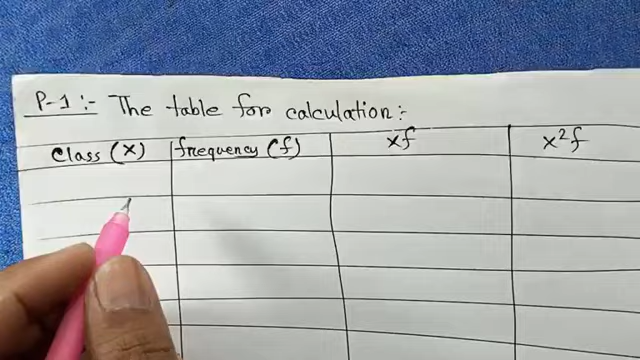 P-1:- The table for calculation:-
Class (x) frequency (f) xf x²f